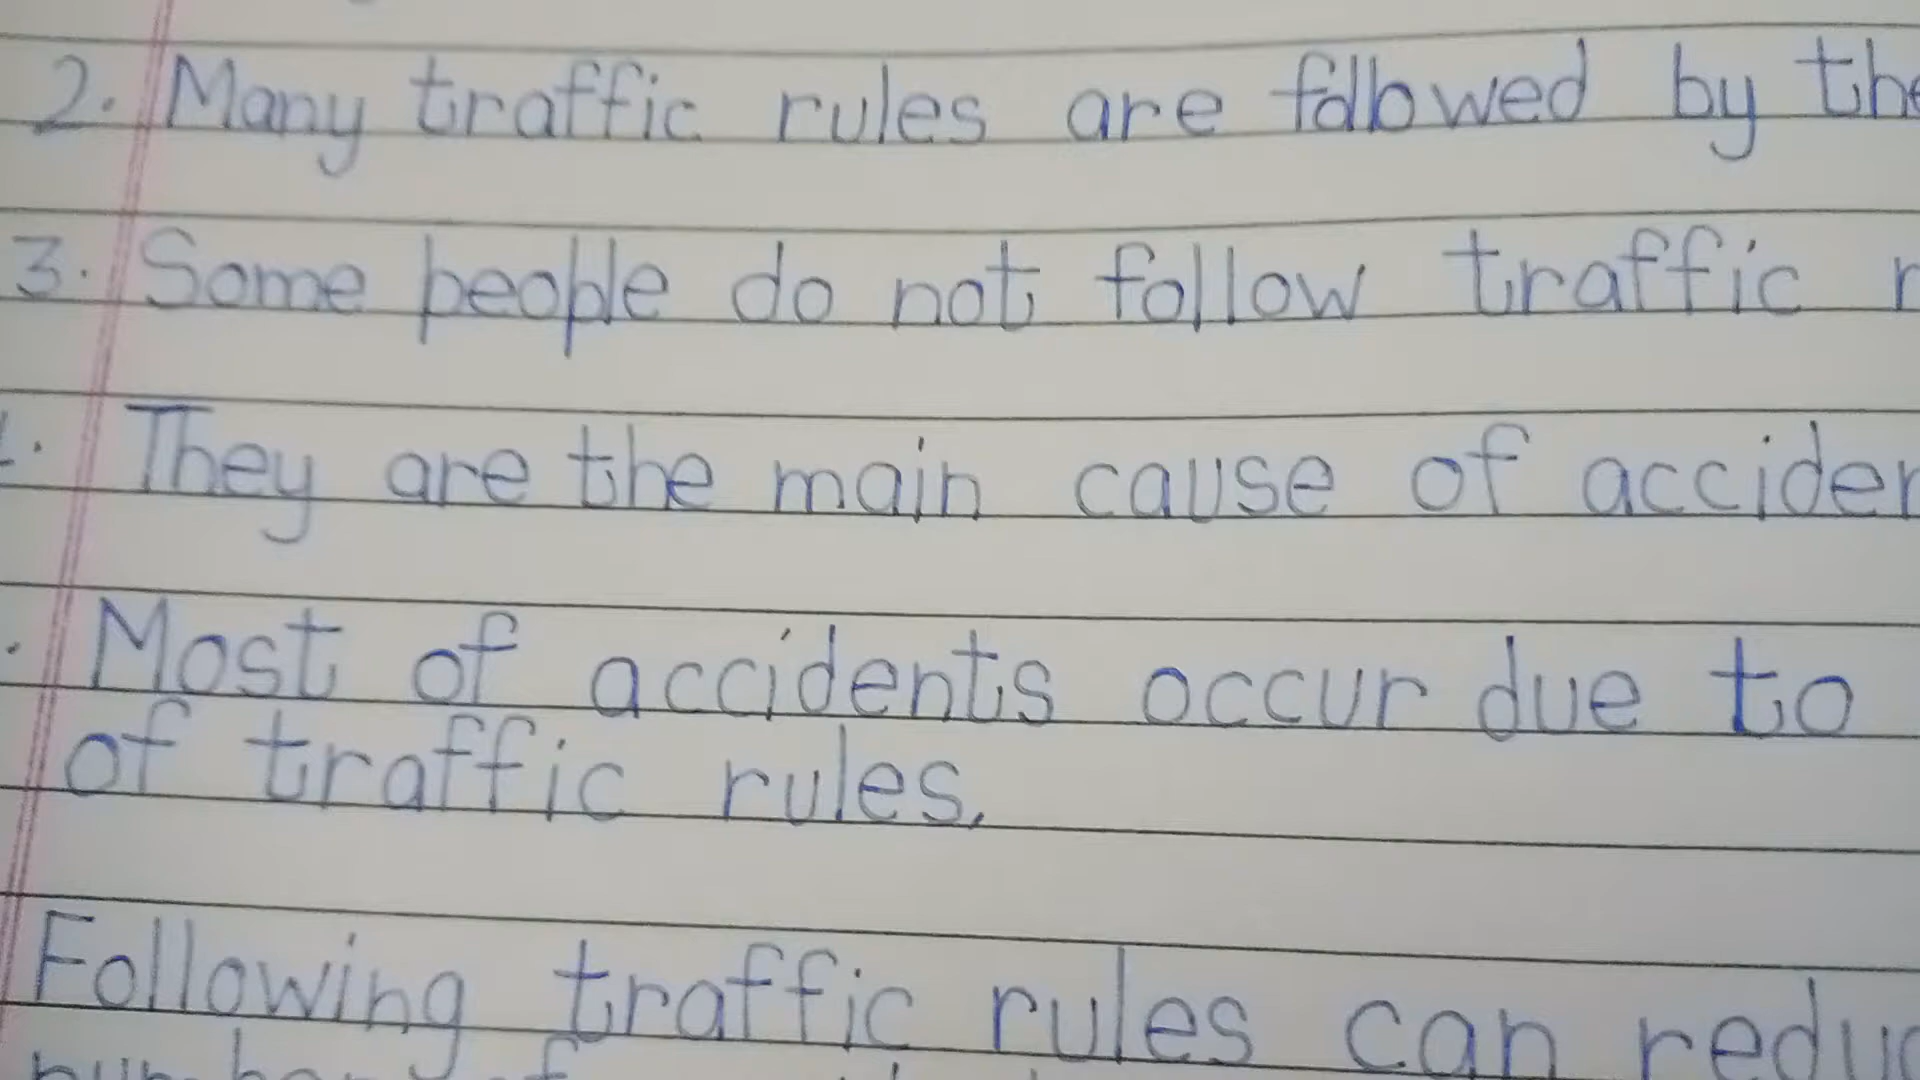 2. Many traffic rules are followed by the
3. Some people do not follow traffic
They are the main cause of
Most of accidents occur due to
of traffic rules.
Following traffic rules can
of